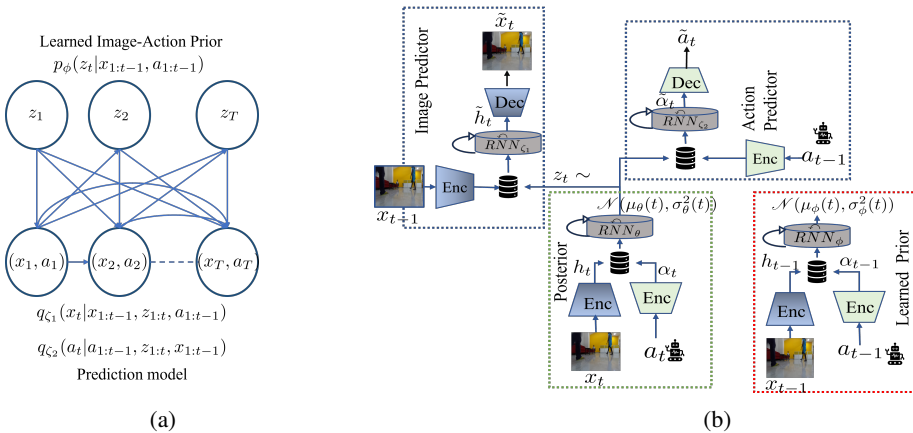 Learned Image-Action Prior
p_ϕ(z_t|x_{1:t−1}, a_{1:t−1})
z_1
z_2
z_T
(x_1, a_1)
(x_2, a_2)
(x_T, a_T)
q_{ζ_1}(x_t|x_{1:t−1}, z_{1:t}, a_{1:t−1})
q_{ζ_2}(a_t|a_{1:t−1}, z_{1:t}, x_{1:t−1})
Prediction model
(a)
Image Predictor
x̃_t
Dec
h̃_t
RNN_{ζ_1}
Enc
x_{t−1}
z_t ∼
ã_t
Dec
α̃_t
RNN_{ζ_2}
Action
Predictor
Enc
a_{t−1}
𝒩(μ_θ(t), σ²_θ(t))
RNN_θ
Posterior
h_t
α_t
Enc
Enc
x_t
a_t
𝒩(μ_ϕ(t), σ²_ϕ(t))
RNN_ϕ
h_{t−1}
α_{t−1}
Enc
Enc
x_{t−1}
a_{t−1}
Learned Prior
(b)